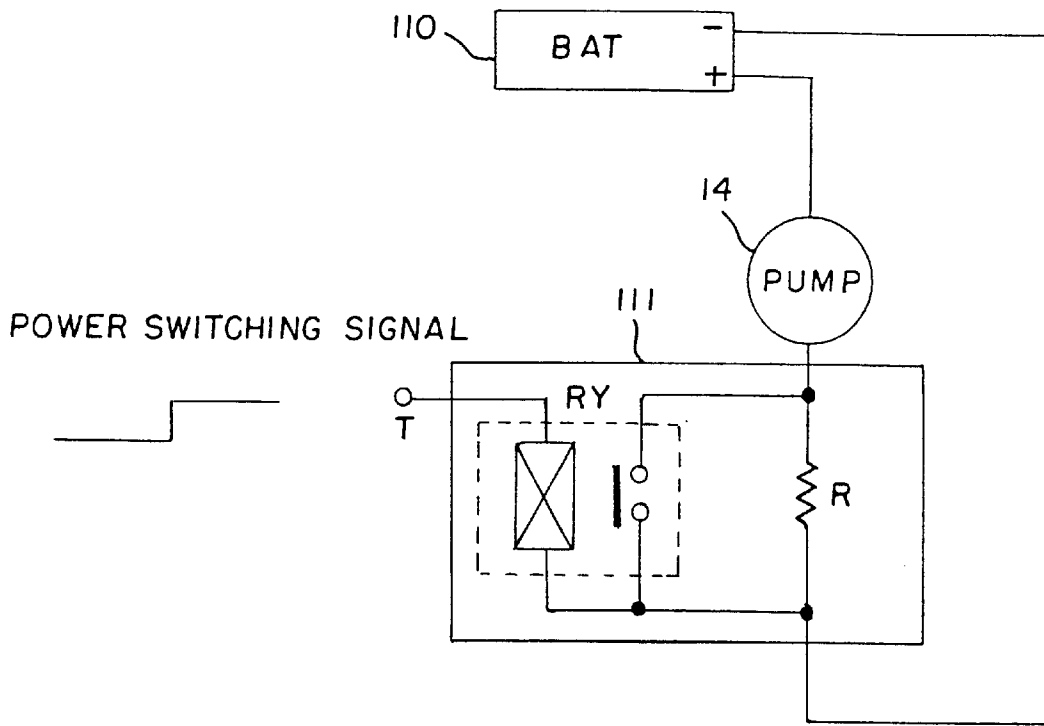 110
BAT
-
+
14
PUMP
111
POWER SWITCHING SIGNAL
T
RY
R